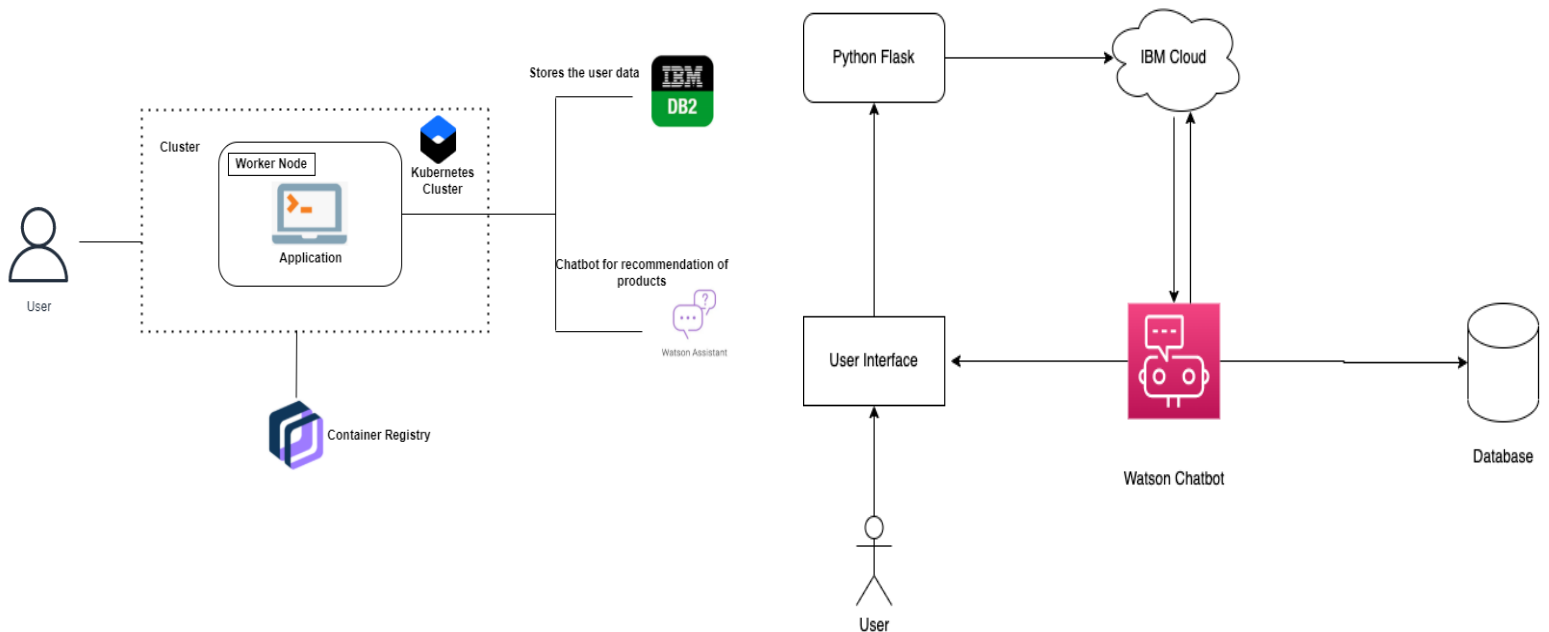 Stores the user data
IBM
DB2
Cluster
Worker Node
Kubernetes
Cluster
Application
User
Chatbot for recommendation of
products
Watson Assistant
Container Registry
Python Flask
IBM Cloud
User Interface
Watson Chatbot
Database
User